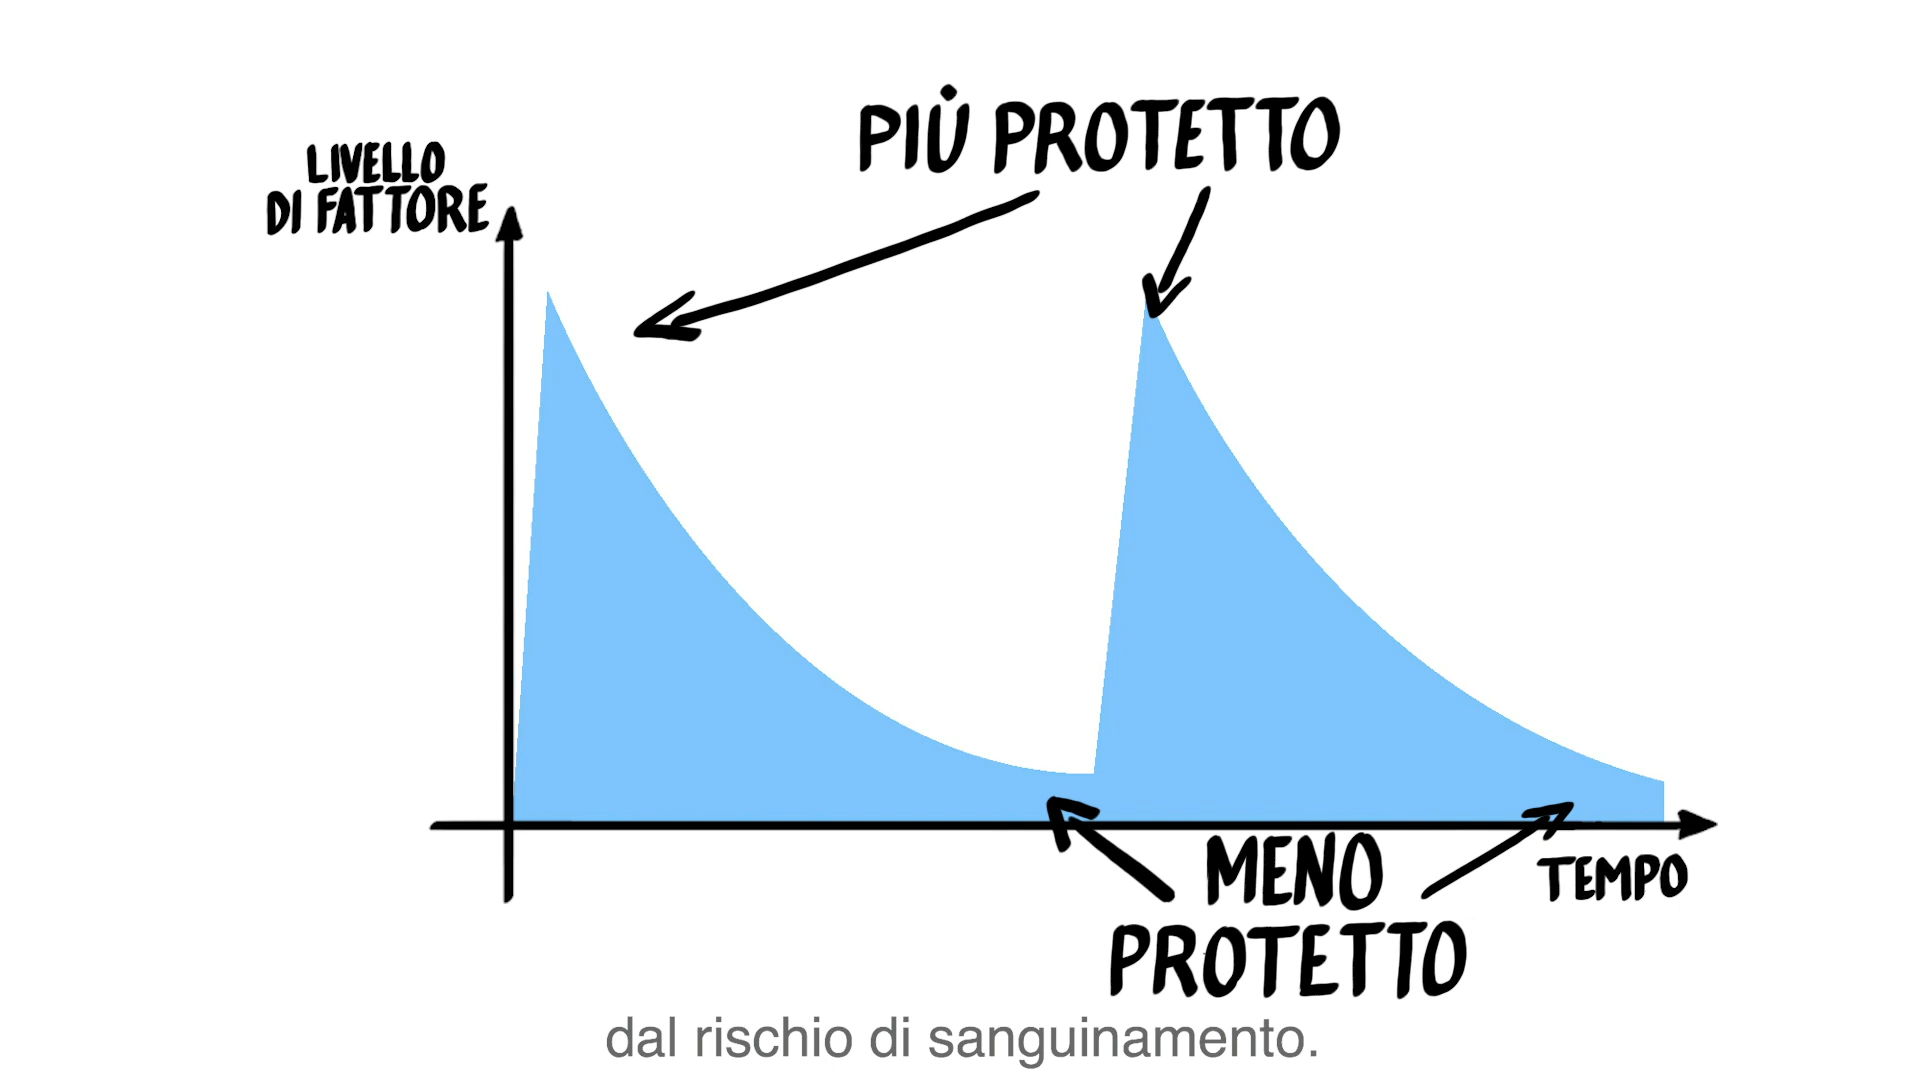 PIÙ PROTETTO
LIVELLO
DI FATTORE
MENO
PROTETTO
TEMPO
dal rischio di sanguinamento.